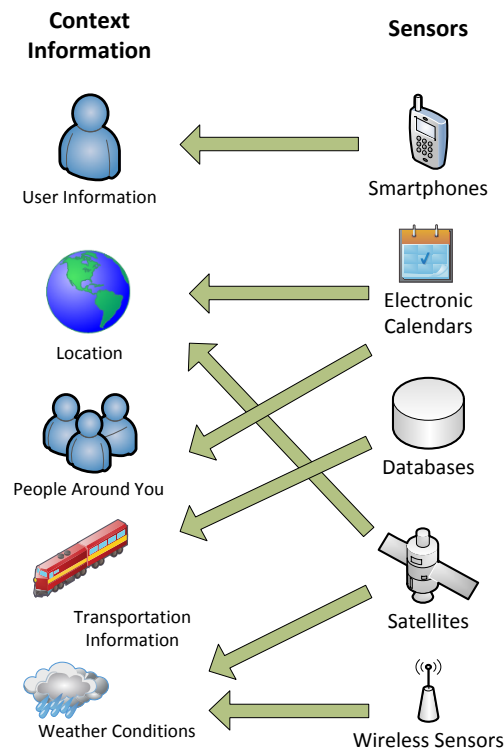 Context
Information
Sensors
User Information
Smartphones
Location
Electronic
Calendars
People Around You
Databases
Transportation
Information
Satellites
Weather Conditions
Wireless Sensors